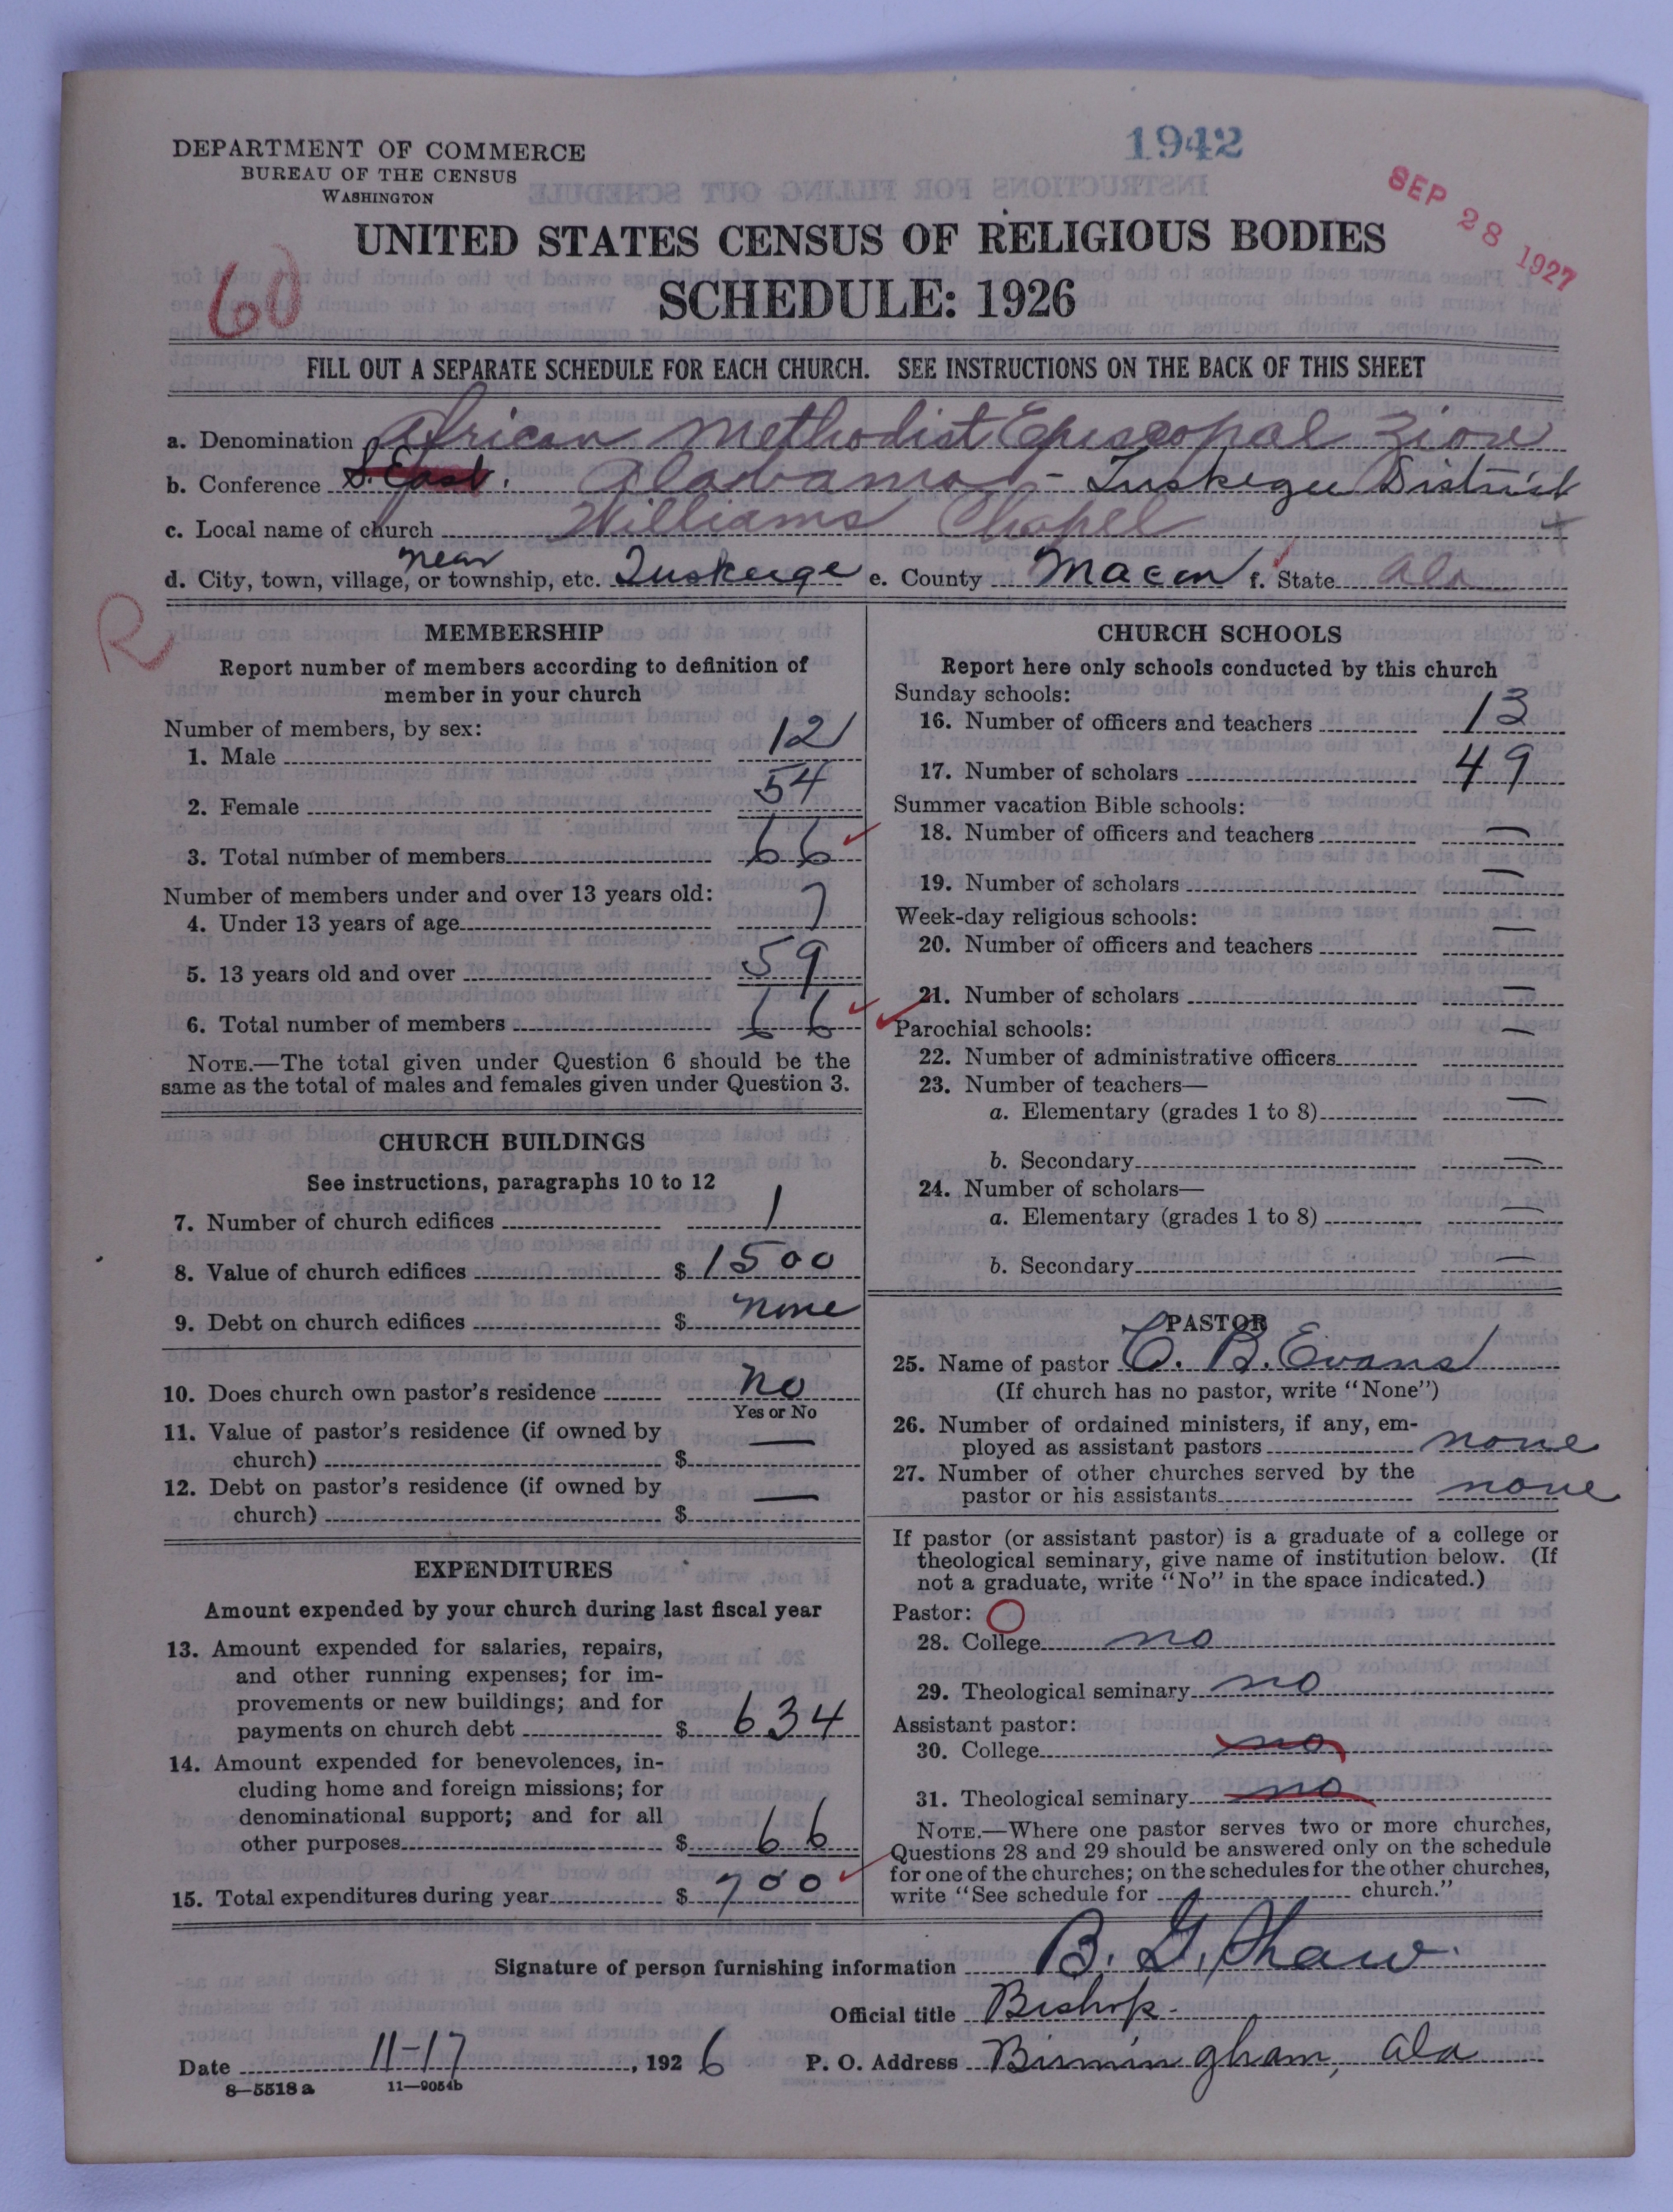 DEPARTMENT OF COMMERCE
BUREAU OF THE CENSUS
WASHINGTON
1942
SEP 28 1927
UNITED STATES CENSUS OF RELIGIOUS BODIES
60
SCHEDULE: 1926
FILL OUT A SEPARATE SCHEDULE FOR EACH CHURCH. SEE INSTRUCTIONS ON THE BACK OF THIS SHEET
a. Denomination African Methodist Episcopal Zion
b. Conference S. East. Alabama - Tuskegee District
c. Local name of church Williams Chapel
d. City, town, village, or township, etc. near Tuskeige e. County Macon f. State Ala
R
MEMBERSHIP
Report number of members according to definition of
member in your church
Number of members, by sex:
1. Male 12
2. Female 54
3. Total number of members 66
Number of members under and over 13 years old:
4. Under 13 years of age 7
5. 13 years old and over 59
6. Total number of members 66
NOTE.—The total given under Question 6 should be the
same as the total of males and females given under Question 3.
CHURCH BUILDINGS
See instructions, paragraphs 10 to 12
7. Number of church edifices 1
8. Value of church edifices $ 1500
9. Debt on church edifices $ none
10. Does church own pastor's residence no
Yes or No
11. Value of pastor's residence (if owned by
church) $ —
12. Debt on pastor's residence (if owned by
church) $ —
EXPENDITURES
Amount expended by your church during last fiscal year
13. Amount expended for salaries, repairs,
and other running expenses; for im-
provements or new buildings; and for
payments on church debt $ 634
14. Amount expended for benevolences, in-
cluding home and foreign missions; for
denominational support; and for all
other purposes $ 66
15. Total expenditures during year $ 700
CHURCH SCHOOLS
Report here only schools conducted by this church
Sunday schools:
16. Number of officers and teachers 13
17. Number of scholars 49
Summer vacation Bible schools:
18. Number of officers and teachers —
19. Number of scholars —
Week-day religious schools:
20. Number of officers and teachers —
21. Number of scholars —
Parochial schools:
22. Number of administrative officers —
23. Number of teachers—
a. Elementary (grades 1 to 8) —
b. Secondary —
24. Number of scholars—
a. Elementary (grades 1 to 8) —
b. Secondary —
PASTOR
25. Name of pastor C. B. Evans
(If church has no pastor, write "None")
26. Number of ordained ministers, if any, em-
ployed as assistant pastors none
27. Number of other churches served by the
pastor or his assistants none
If pastor (or assistant pastor) is a graduate of a college or
theological seminary, give name of institution below. (If
not a graduate, write "No" in the space indicated.)
Pastor:
28. College no
29. Theological seminary no
Assistant pastor:
30. College no
31. Theological seminary no
NOTE.—Where one pastor serves two or more churches,
Questions 28 and 29 should be answered only on the schedule
for one of the churches; on the schedules for the other churches,
write "See schedule for church."
Signature of person furnishing information B. G. Shaw.
Official title Bishop.
Date 11-17, 1926 P. O. Address Birmingham, Ala
8—5518 a 11—9054b